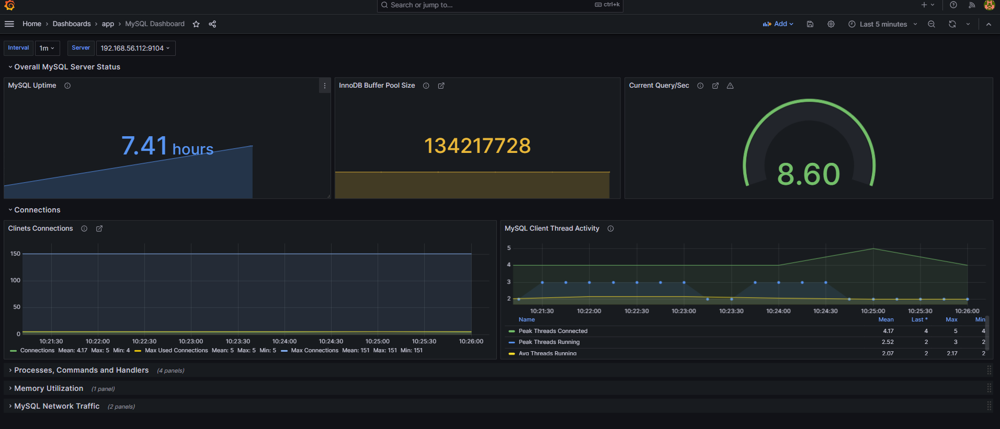 Search or jump to... ctrl+k
Home › Dashboards › app › MySQL Dashboard
Add Last 5 minutes
Interval 1m Server 192.168.56.112:9104
Overall MySQL Server Status
MySQL Uptime
7.41 hours
InnoDB Buffer Pool Size
134217728
Current Query/Sec
8.60
Connections
Clinets Connections
150
100
50
0
10:21:30 10:22:00 10:22:30 10:23:00 10:23:30 10:24:00 10:24:30 10:25:00 10:25:30 10:26:00
Connections Mean: 4.17 Max: 5 Min: 4 Max Used Connections Mean: 5 Max: 5 Min: 5 Max Connections Mean: 151 Max: 151 Min: 151
MySQL Client Thread Activity
5
4
3
2
10:21:30 10:22:00 10:22:30 10:23:00 10:23:30 10:24:00 10:24:30 10:25:00 10:25:30 10:26:00
Name Mean Last * Max Min
Peak Threads Connected 4.17 4 5 4
Peak Threads Running 2.52 2 3 2
Avg Threads Running 2.07 2 2.17 2
Processes, Commands and Handlers (4 panels)
Memory Utilization (1 panel)
MySQL Network Traffic (2 panels)